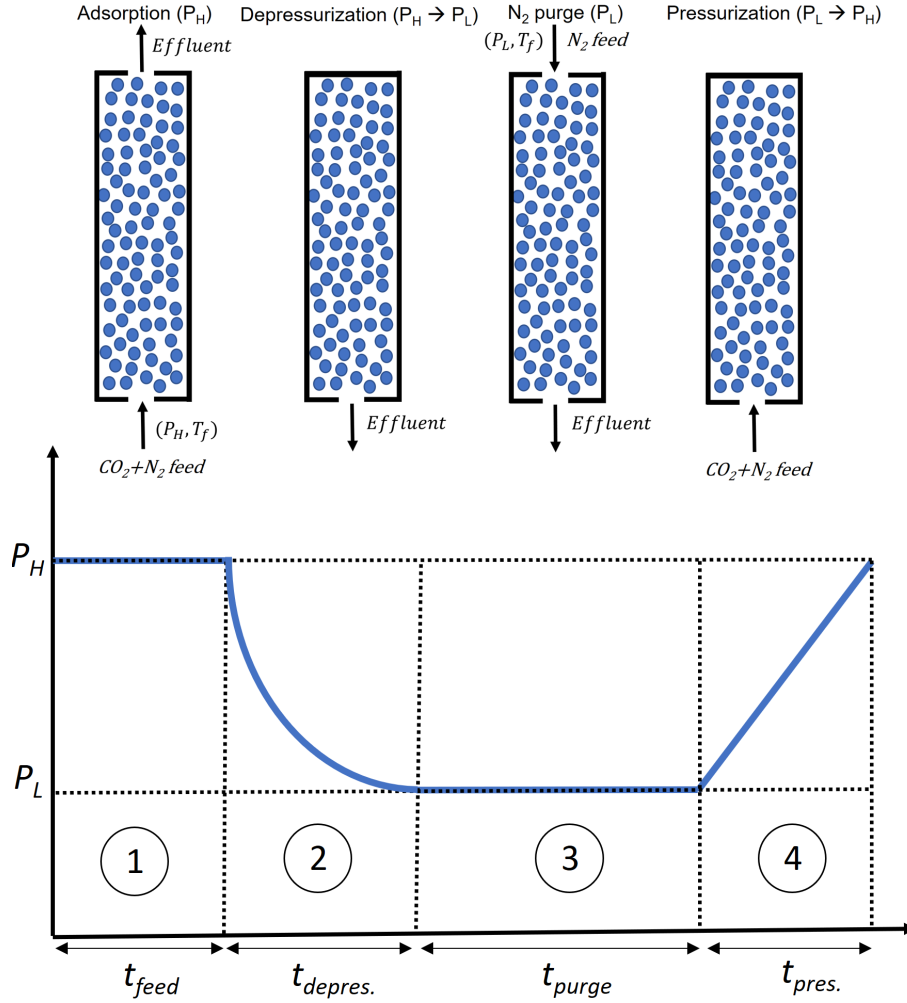 Adsorption (P_H)
Depressurization (P_H → P_L)
N_2 purge (P_L)
Pressurization (P_L → P_H)
Effluent
(P_L, T_f)
N_2 feed
(P_H, T_f)
CO_2+N_2 feed
Effluent
Effluent
CO_2+N_2 feed
P_H
P_L
1
2
3
4
t_feed
t_depres.
t_purge
t_pres.